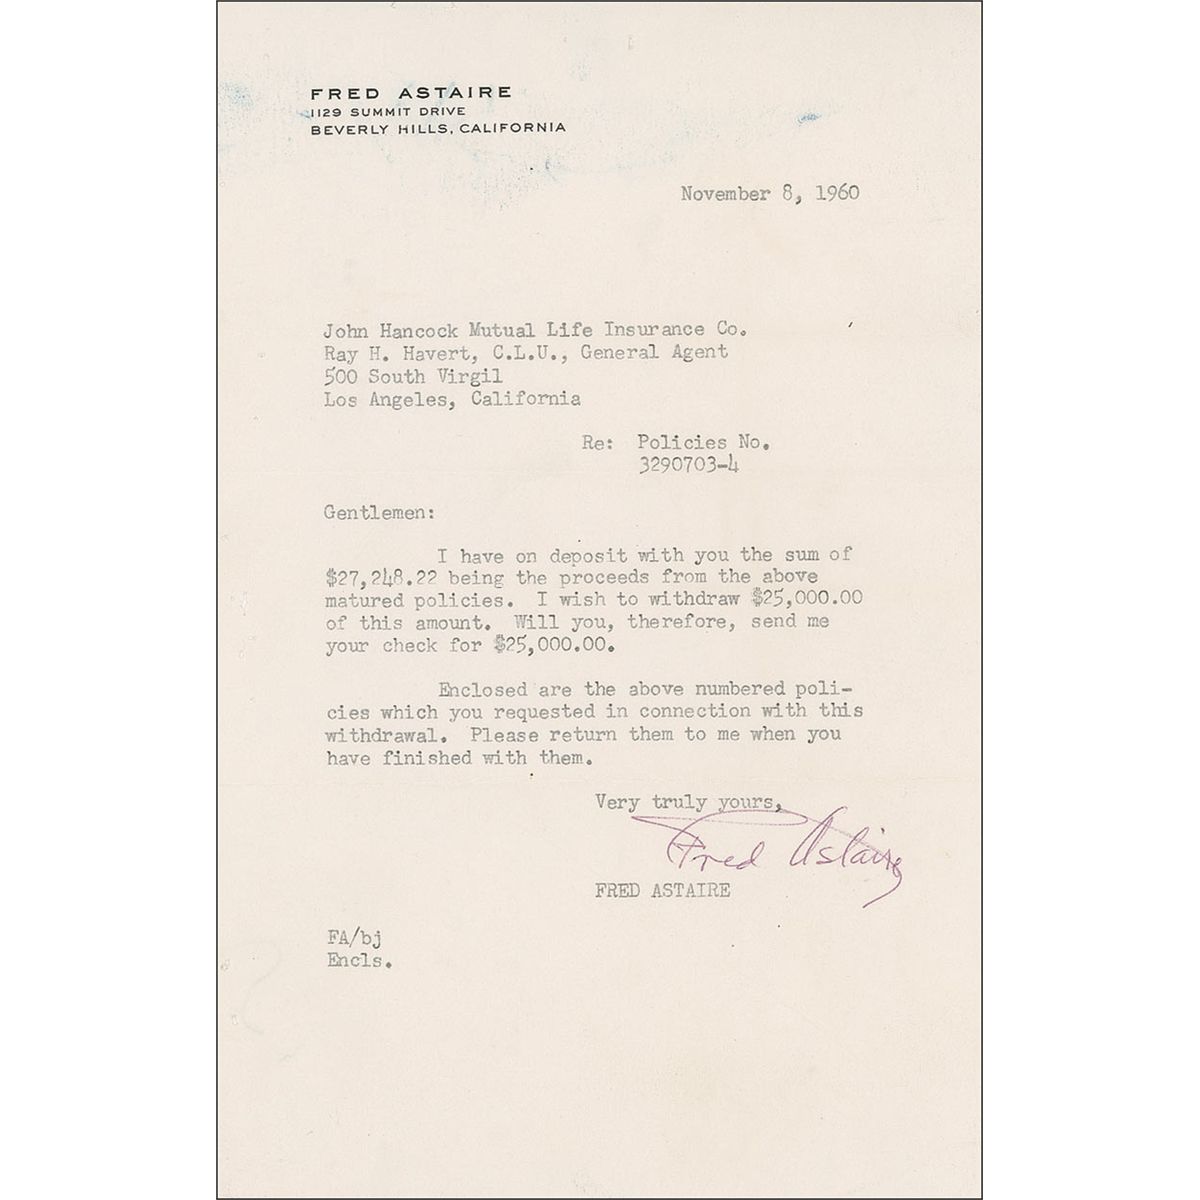 FRED ASTAIRE
1129 SUMMIT DRIVE
BEVERLY HILLS, CALIFORNIA
November 8, 1960
John Hancock Mutual Life Insurance Co.
Ray H. Havert, C.L.U., General Agent
500 South Virgil
Los Angeles, California
Re: Policies No.
3290703-4
Gentlemen:
I have on deposit with you the sum of
$27,248.22 being the proceeds from the above
matured policies. I wish to withdraw $25,000.00
of this amount. Will you, therefore, send me
your check for $25,000.00.
Enclosed are the above numbered poli-
cies which you requested in connection with this
withdrawal. Please return them to me when you
have finished with them.
Very truly yours,
Fred Astaire
FRED ASTAIRE
FA/bj
Encls.